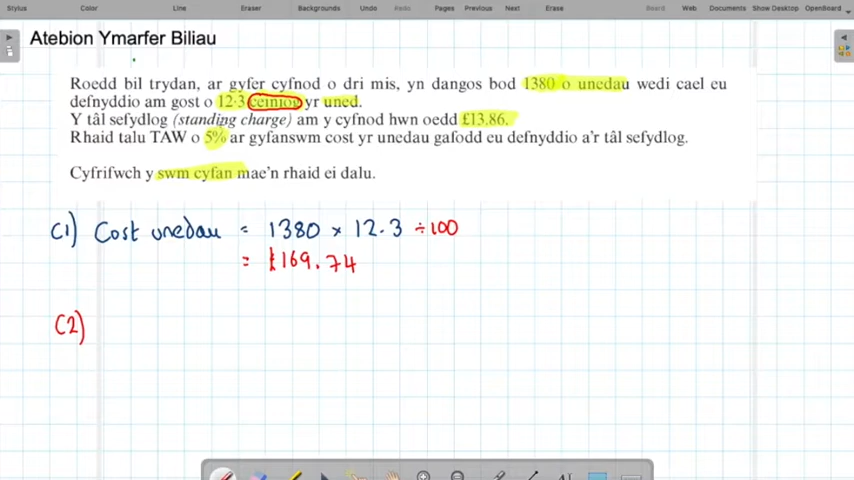 Stylus Color Line Eraser Backgrounds Undo Redo Pages Previous Next Erase Board Web Documents Show Desktop OpenBoard
Atebion Ymarfer Biliau
Roedd bil trydan, ar gyfer cyfnod o dri mis, yn dangos bod 1380 o unedau wedi cael eu
defnyddio am gost o 12·3 ceiniog yr uned.
Y tâl sefydlog (standing charge) am y cyfnod hwn oedd £13.86.
Rhaid talu TAW o 5% ar gyfanswm cost yr unedau gafodd eu defnyddio a'r tâl sefydlog.
Cyfrifwch y swm cyfan mae'n rhaid ei dalu.
C1) Cost unedau = 1380 × 12.3 ÷100
= £169.74
C2)